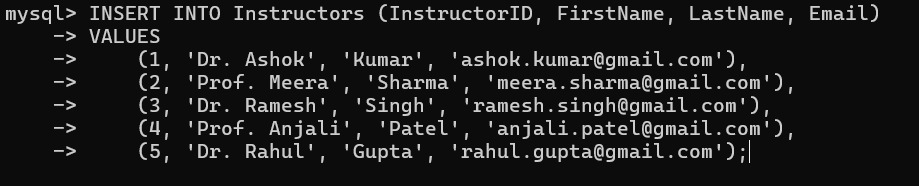 mysql> INSERT INTO Instructors (InstructorID, FirstName, LastName, Email)
    -> VALUES
    ->     (1, 'Dr. Ashok', 'Kumar', 'ashok.kumar@gmail.com'),
    ->     (2, 'Prof. Meera', 'Sharma', 'meera.sharma@gmail.com'),
    ->     (3, 'Dr. Ramesh', 'Singh', 'ramesh.singh@gmail.com'),
    ->     (4, 'Prof. Anjali', 'Patel', 'anjali.patel@gmail.com'),
    ->     (5, 'Dr. Rahul', 'Gupta', 'rahul.gupta@gmail.com');